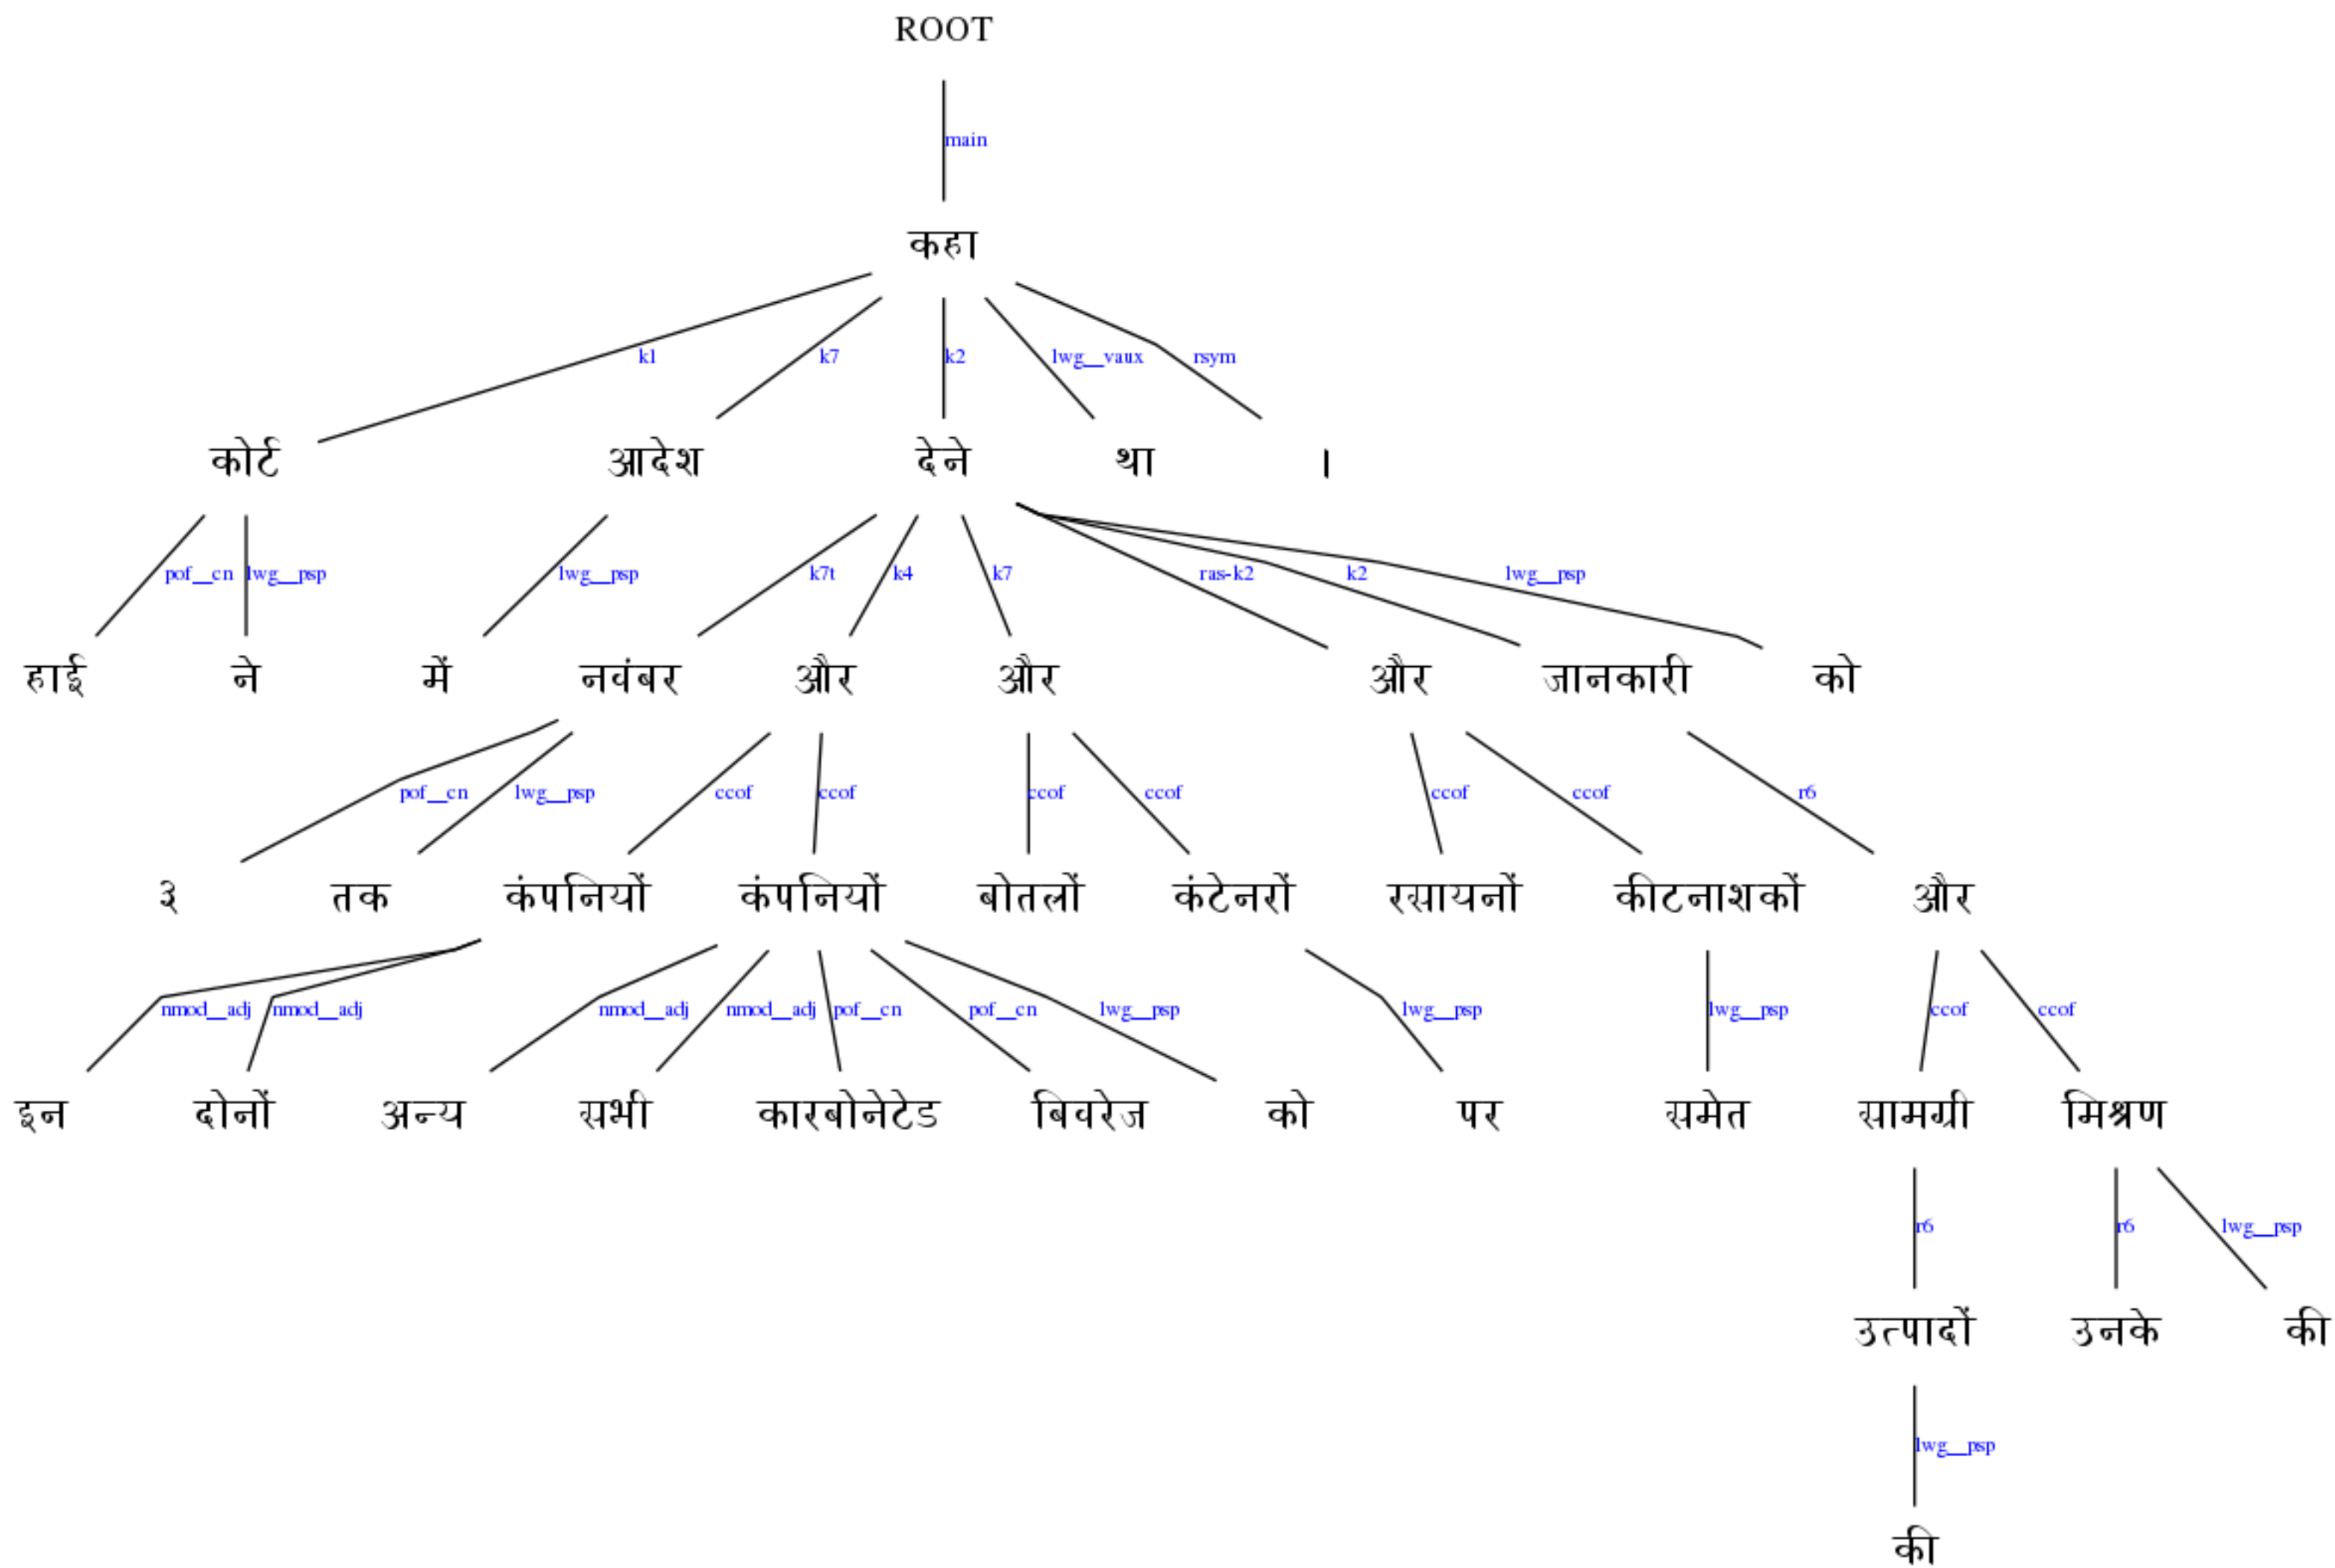 ROOT
main
कहा
k1 k7 k2 lwg__vaux rsym
कोर्ट आदेश देने था ।
pof__cn lwg__psp lwg__psp k7t k4 k7 ras-k2 k2 lwg__psp
हाई ने में नवंबर और और और जानकारी को
pof__cn lwg__psp ccof ccof ccof ccof ccof ccof r6
३ तक कंपनियों कंपनियों बोतलों कंटेनरों रसायनों कीटनाशकों और
nmod__adj nmod__adj nmod__adj nmod__adj pof__cn pof__cn lwg__psp lwg__psp lwg__psp ccof ccof
इन दोनों अन्य सभी कारबोनेटेड बिवरेज को पर समेत सामग्री मिश्रण
r6 r6 lwg__psp
उत्पादों उनके की
lwg__psp
की